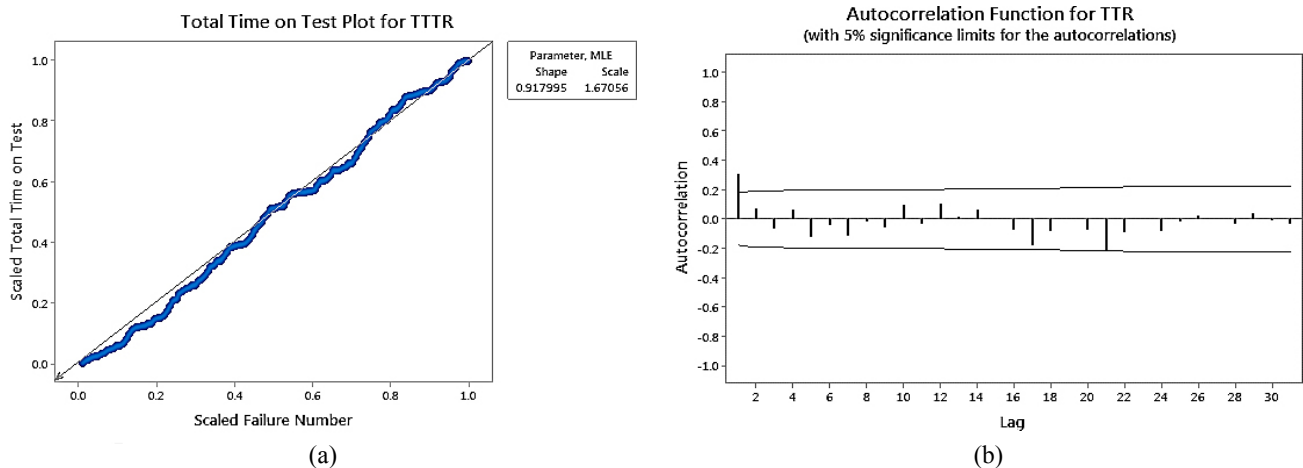 Total Time on Test Plot for TTTR
Parameter, MLE
Shape Scale
0.917995 1.67056
Scaled Total Time on Test
1.0
0.8
0.6
0.4
0.2
0.0
0.0 0.2 0.4 0.6 0.8 1.0
Scaled Failure Number
(a)
Autocorrelation Function for TTR
(with 5% significance limits for the autocorrelations)
Autocorrelation
1.0
0.8
0.6
0.4
0.2
0.0
-0.2
-0.4
-0.6
-0.8
-1.0
2 4 6 8 10 12 14 16 18 20 22 24 26 28 30
Lag
(b)